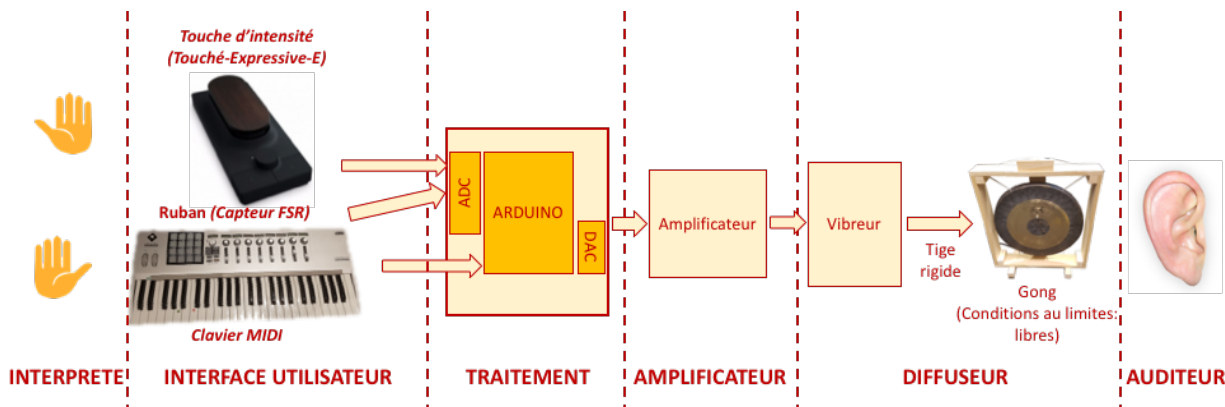 Touche d'intensité
(Touché-Expressive-E)
Ruban (Capteur FSR)
Clavier MIDI
ADC
ARDUINO
DAC
Amplificateur
Vibreur
Tige
rigide
Gong
(Conditions au limites:
libres)
INTERPRETE
INTERFACE UTILISATEUR
TRAITEMENT
AMPLIFICATEUR
DIFFUSEUR
AUDITEUR